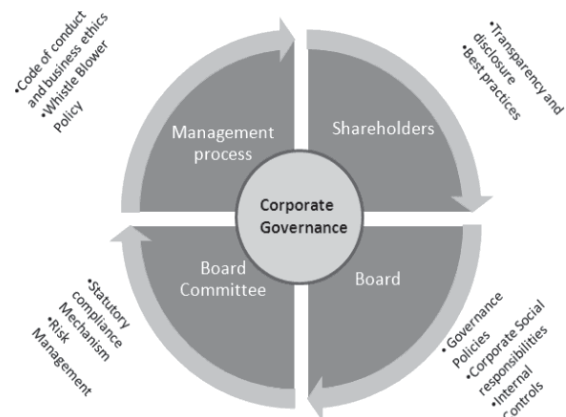 •Code of conduct
and business ethics
•Whistle Blower
Policy
•Transparency and
disclosure
•Best practices
Management
process
Shareholders
Corporate
Governance
Board
Committee
Board
•Statutory
compliance
Mechanism
•Risk
Management
•Governance
Policies
•Corporate Social
responsibilities
•Internal
controls